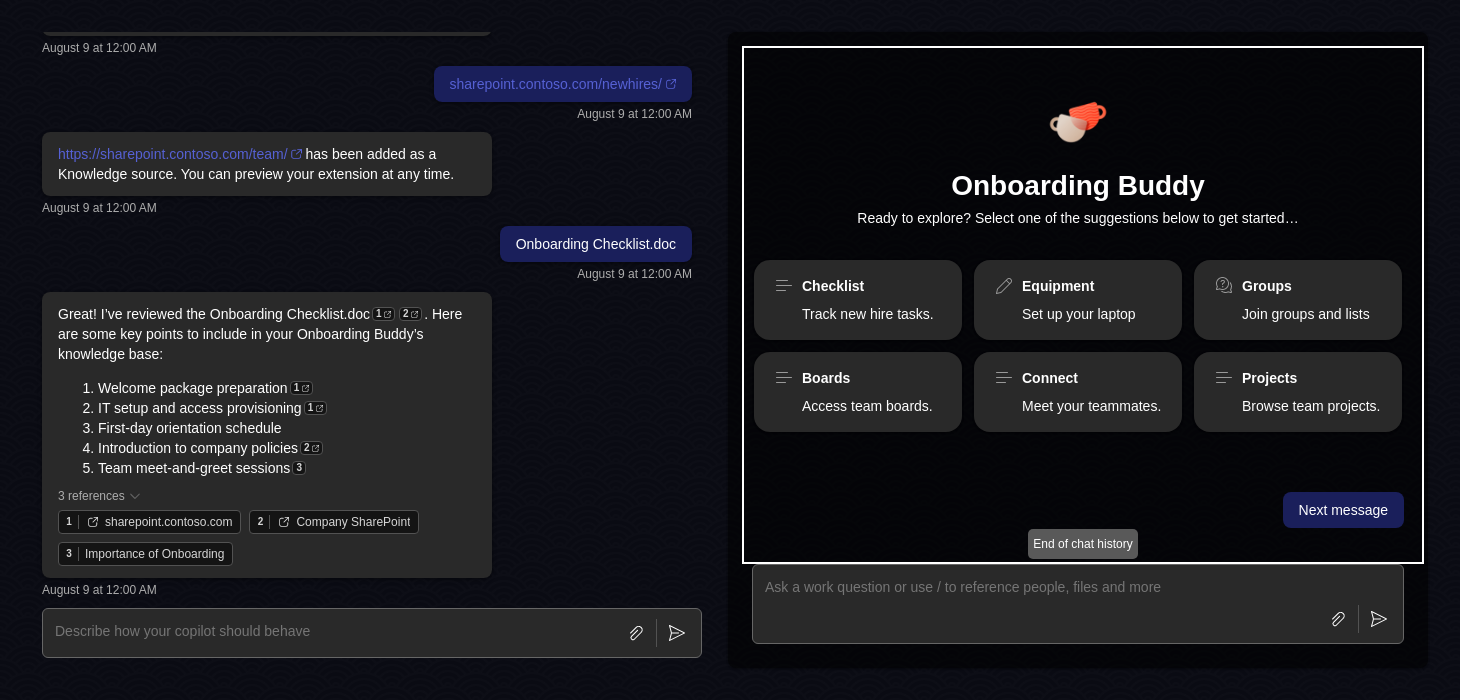 August 9 at 12:00 AM
sharepoint.contoso.com/newhires/
August 9 at 12:00 AM
https://sharepoint.contoso.com/team/ has been added as a
Knowledge source. You can preview your extension at any time.
August 9 at 12:00 AM
Onboarding Checklist.doc
August 9 at 12:00 AM
Great! I’ve reviewed the Onboarding Checklist.doc 1 2 . Here
are some key points to include in your Onboarding Buddy’s
knowledge base:
1. Welcome package preparation 1
2. IT setup and access provisioning 1
3. First-day orientation schedule
4. Introduction to company policies 2
5. Team meet-and-greet sessions 3
3 references
1 sharepoint.contoso.com 2 Company SharePoint
3 Importance of Onboarding
August 9 at 12:00 AM
Describe how your copilot should behave
Onboarding Buddy
Ready to explore? Select one of the suggestions below to get started…
Checklist
Track new hire tasks.
Equipment
Set up your laptop
Groups
Join groups and lists
Boards
Access team boards.
Connect
Meet your teammates.
Projects
Browse team projects.
Next message
End of chat history
Ask a work question or use / to reference people, files and more